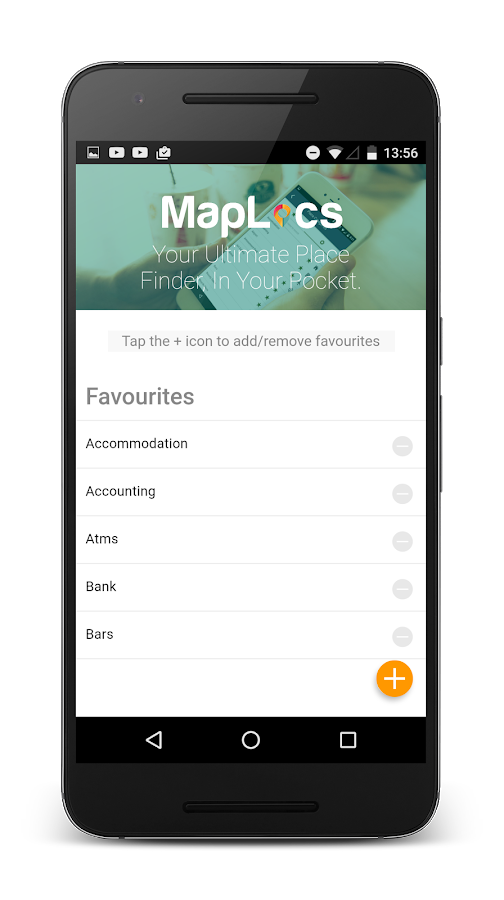 13:56
MapLocs
Your Ultimate Place
Finder, In Your Pocket.
Tap the + icon to add/remove favourites
Favourites
Accommodation
Accounting
Atms
Bank
Bars